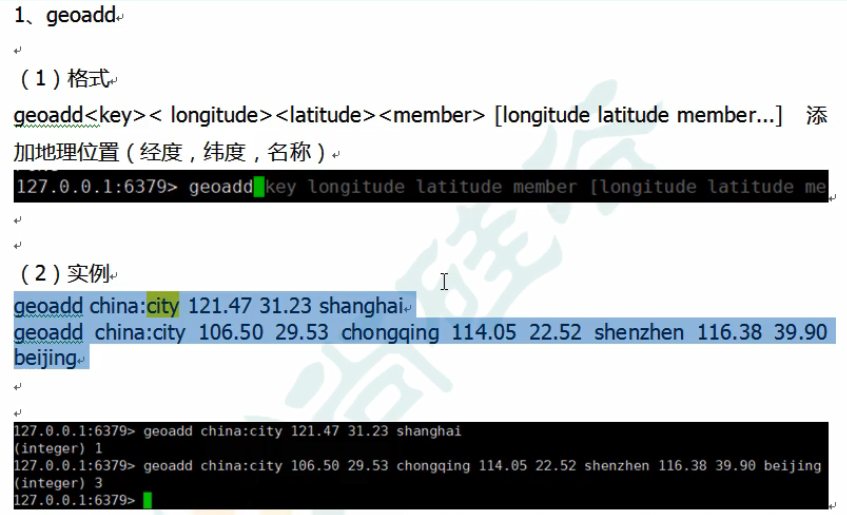 1、geoadd
（1）格式
geoadd<key>< longitude><latitude><member> [longitude latitude member...] 添
加地理位置（经度，纬度，名称）
127.0.0.1:6379> geoadd key longitude latitude member [longitude latitude me
（2）实例
geoadd china:city 121.47 31.23 shanghai
geoadd china:city 106.50 29.53 chongqing 114.05 22.52 shenzhen 116.38 39.90
beijing
127.0.0.1:6379> geoadd china:city 121.47 31.23 shanghai
(integer) 1
127.0.0.1:6379> geoadd china:city 106.50 29.53 chongqing 114.05 22.52 shenzhen 116.38 39.90 beijing
(integer) 3
127.0.0.1:6379>
尚硅谷